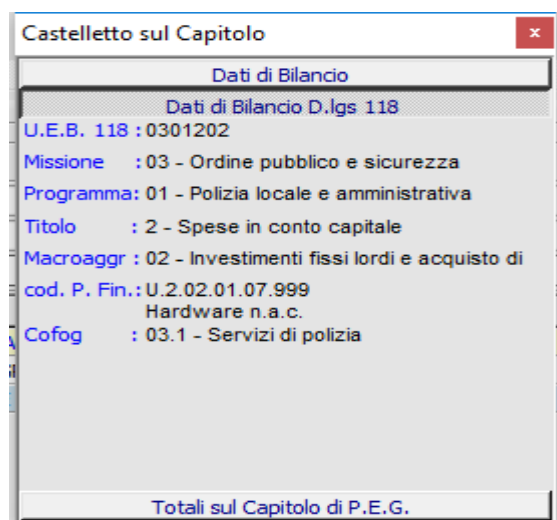 Castelletto sul Capitolo
x
Dati di Bilancio
Dati di Bilancio D.lgs 118
U.E.B. 118 : 0301202
Missione : 03 - Ordine pubblico e sicurezza
Programma: 01 - Polizia locale e amministrativa
Titolo : 2 - Spese in conto capitale
Macroaggr : 02 - Investimenti fissi lordi e acquisto di
cod. P. Fin.: U.2.02.01.07.999
Hardware n.a.c.
Cofog : 03.1 - Servizi di polizia
Totali sul Capitolo di P.E.G.